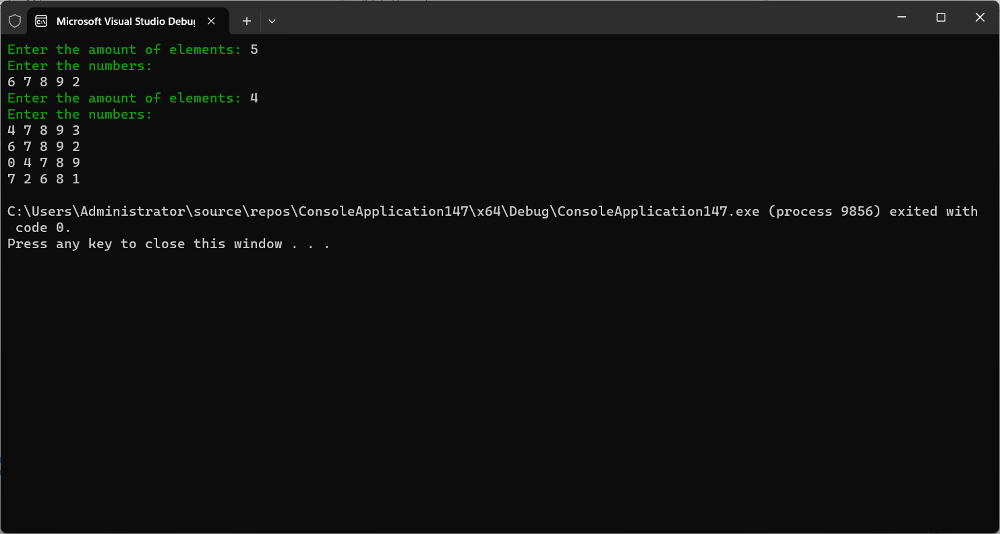 Microsoft Visual Studio Debug
Enter the amount of elements: 5
Enter the numbers:
6 7 8 9 2
Enter the amount of elements: 4
Enter the numbers:
4 7 8 9 3
6 7 8 9 2
0 4 7 8 9
7 2 6 8 1
C:\Users\Administrator\source\repos\ConsoleApplication147\x64\Debug\ConsoleApplication147.exe (process 9856) exited with
code 0.
Press any key to close this window . . .